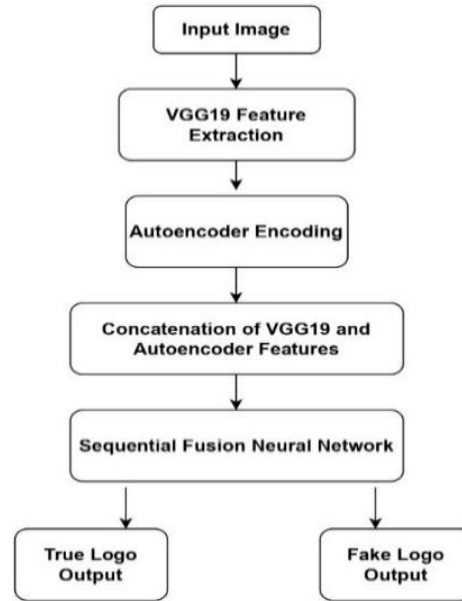 Input Image
VGG19 Feature
Extraction
Autoencoder Encoding
Concatenation of VGG19 and
Autoencoder Features
Sequential Fusion Neural Network
True Logo
Output
Fake Logo
Output